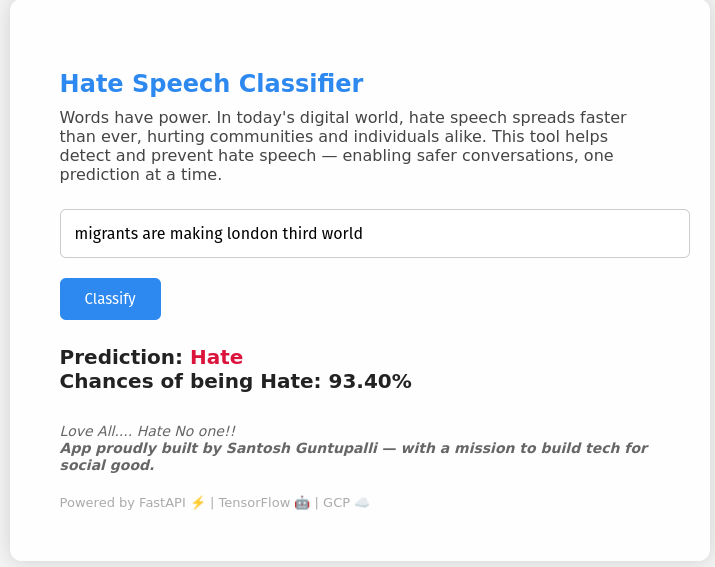 Hate Speech Classifier
Words have power. In today's digital world, hate speech spreads faster
than ever, hurting communities and individuals alike. This tool helps
detect and prevent hate speech — enabling safer conversations, one
prediction at a time.
migrants are making london third world
Classify
Prediction: Hate
Chances of being Hate: 93.40%
Love All.... Hate No one!!
App proudly built by Santosh Guntupalli — with a mission to build tech for
social good.
Powered by FastAPI ⚡ | TensorFlow 🤖 | GCP ☁️